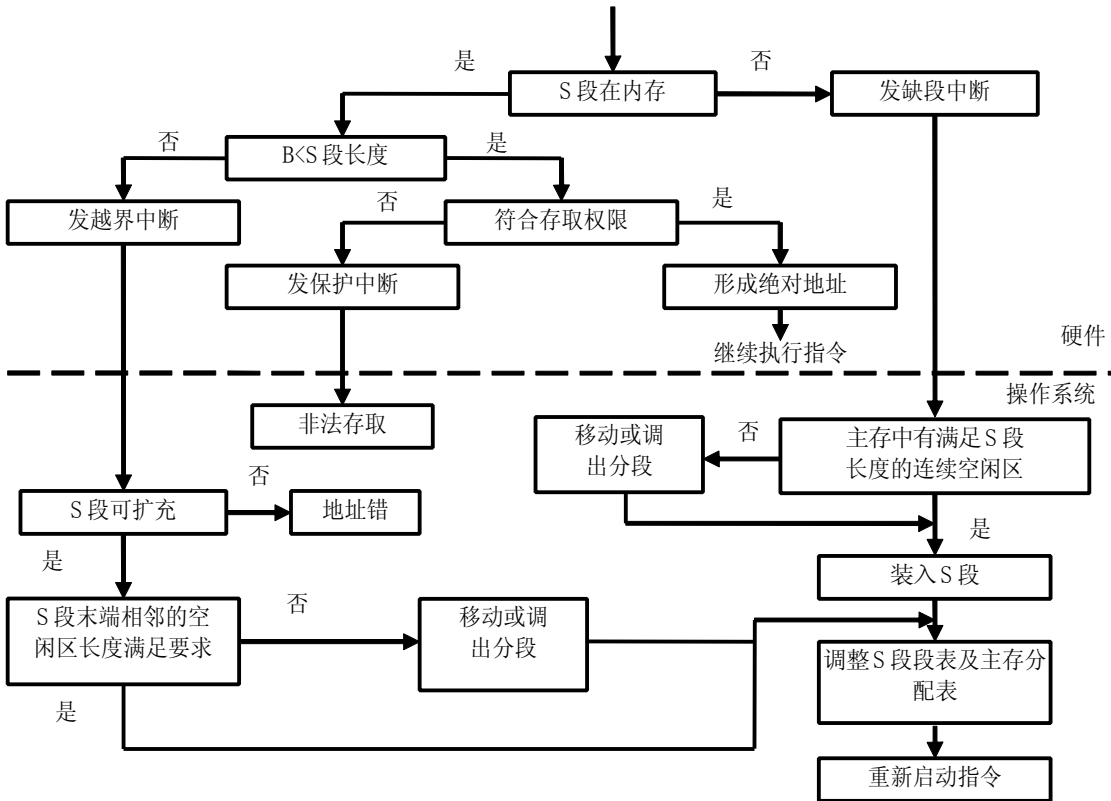 是
否
S 段在内存
发缺段中断
否
B<S 段长度
是
否
是
发越界中断
符合存取权限
发保护中断
形成绝对地址
继续执行指令
硬件
操作系统
非法存取
移动或调
出分段
否
主存中有满足 S 段
长度的连续空闲区
否
S 段可扩充
地址错
是
是
装入 S 段
S 段末端相邻的空
闲区长度满足要求
否
移动或调
出分段
调整 S 段段表及主存分
配表
是
重新启动指令